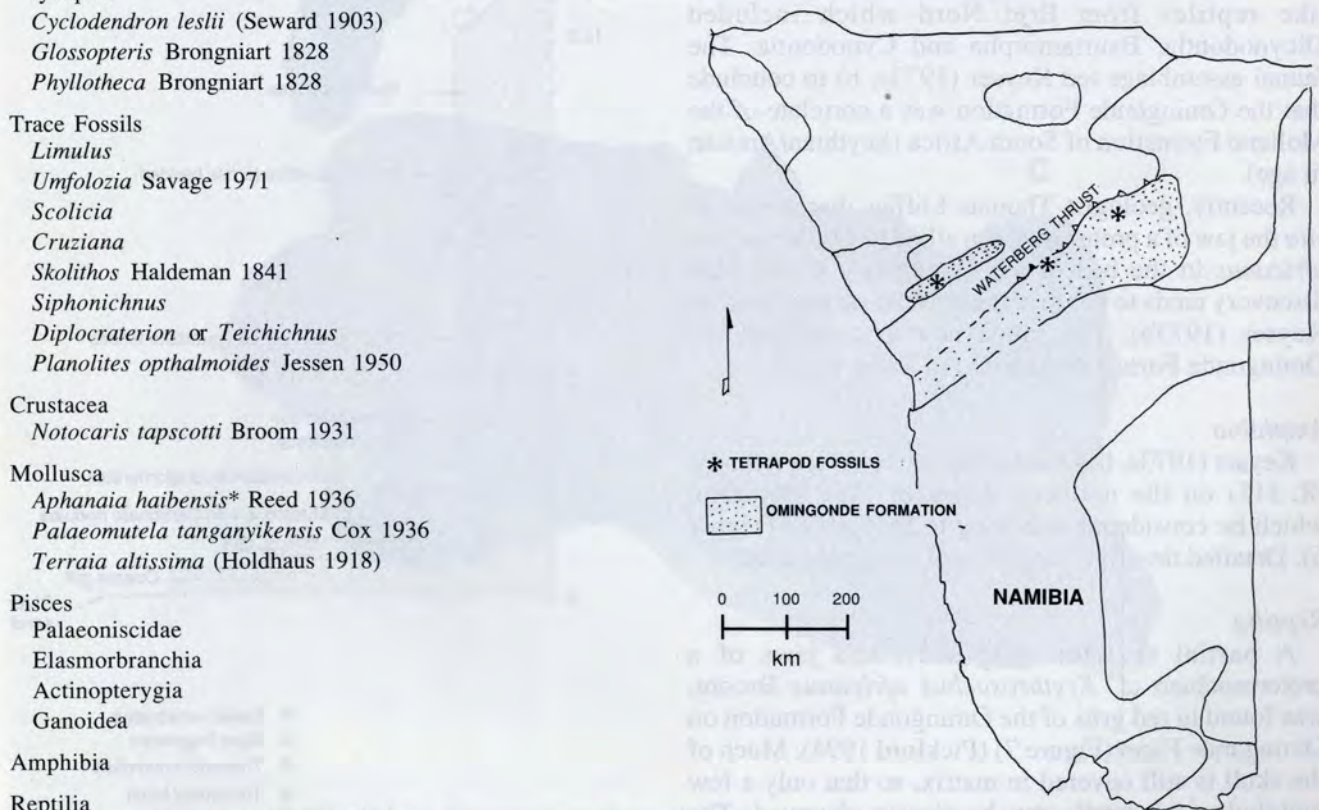 Cyclodendron leslii (Seward 1903)
Glossopteris Brongniart 1828
Phyllotheca Brongniart 1828
Trace Fossils
Limulus
Umfolozia Savage 1971
Scolicia
Cruziana
Skolithos Haldeman 1841
Siphonichnus
Diplocraterion or Teichichnus
Planolites opthalmoides Jessen 1950
Crustacea
Notocaris tapscotti Broom 1931
Mollusca
Aphanaia haibensis* Reed 1936
Palaeomutela tanganyikensis Cox 1936
Terraia altissima (Holdhaus 1918)
Pisces
Palaeoniscidae
Elasmorbranchia
Actinopterygia
Ganoidea
Amphibia
Reptilia
WATERBERG THRUST
* TETRAPOD FOSSILS
OMINGONDE FORMATION
0 100 200
km
NAMIBIA